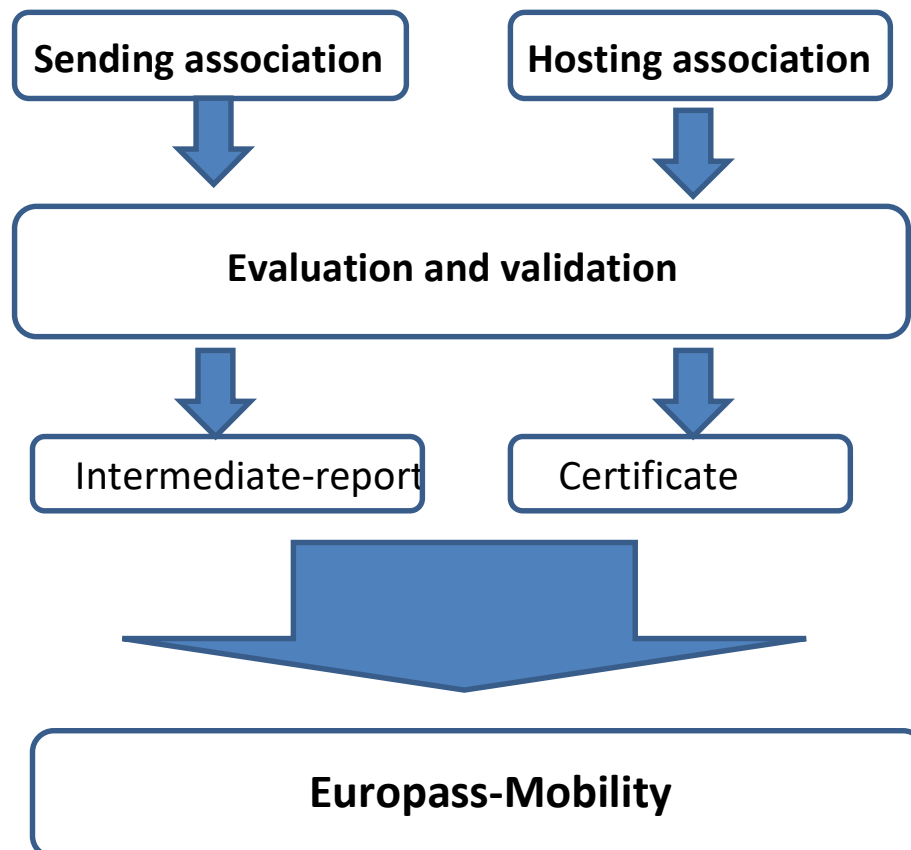 Sending association
Hosting association
Evaluation and validation
Intermediate-report
Certificate
Europass-Mobility